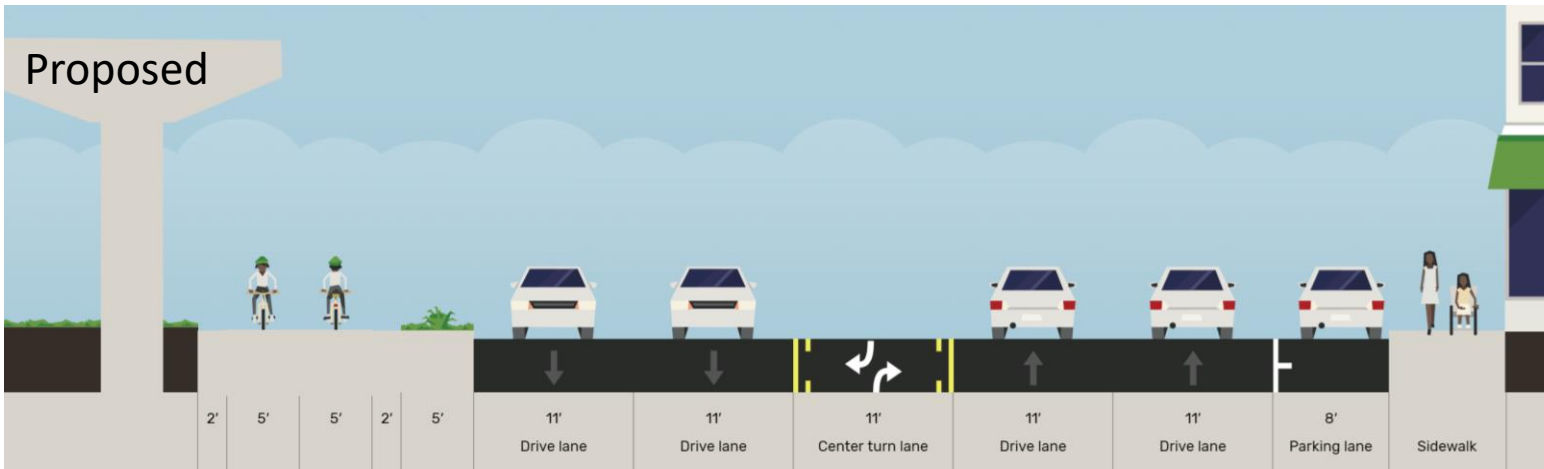 Proposed
2' 5' 5' 2' 5' 11' 11' 11' 11' 11' 8'
Drive lane Drive lane Center turn lane Drive lane Drive lane Parking lane Sidewalk